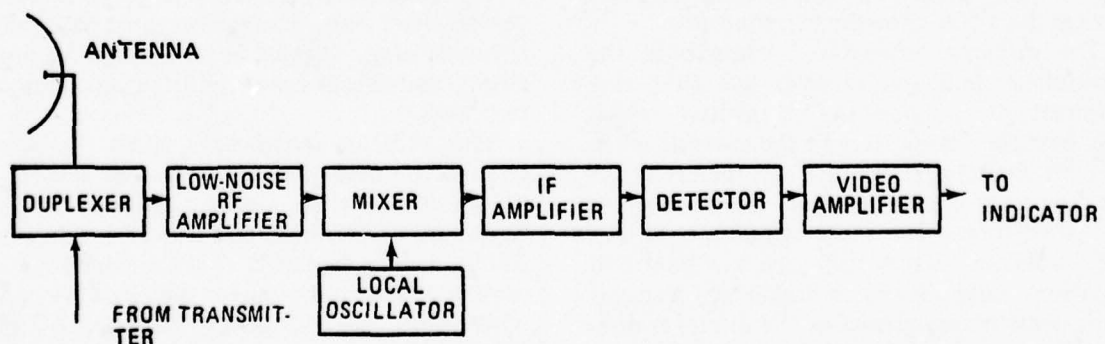 ANTENNA
DUPLEXER
LOW-NOISE
RF
AMPLIFIER
MIXER
IF
AMPLIFIER
DETECTOR
VIDEO
AMPLIFIER
TO
INDICATOR
LOCAL
OSCILLATOR
FROM TRANSMIT-
TER